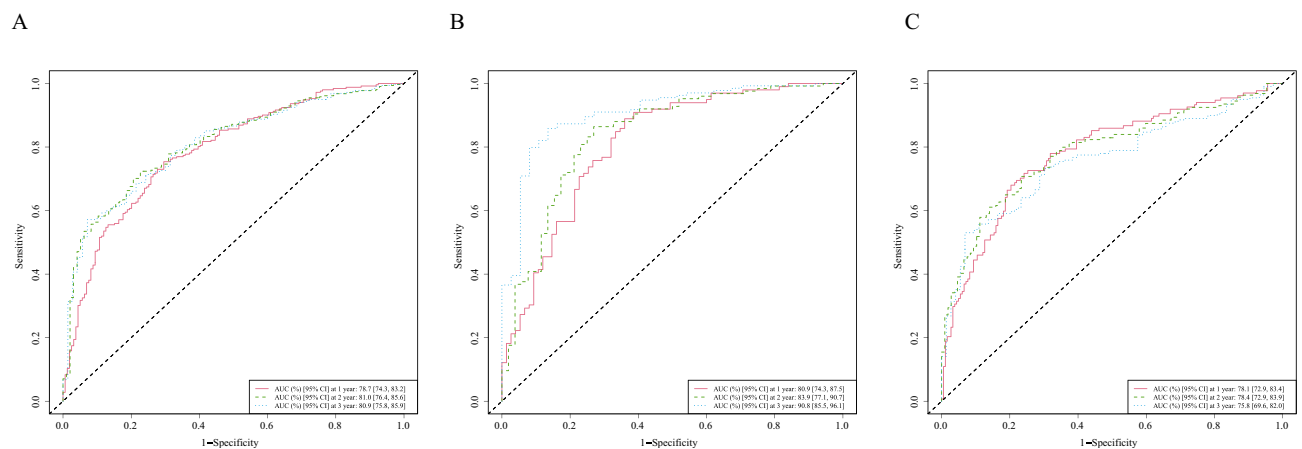 A
B
C
Sensitivity
1.0
0.8
0.6
0.4
0.2
0.0
0.0
0.2
0.4
0.6
0.8
1.0
1−Specificity
AUC (%) [95% CI] at 1 year: 78.7 [74.3, 83.2]
AUC (%) [95% CI] at 2 year: 81.0 [76.4, 85.6]
AUC (%) [95% CI] at 3 year: 80.9 [75.8, 85.9]
Sensitivity
1.0
0.8
0.6
0.4
0.2
0.0
0.0
0.2
0.4
0.6
0.8
1.0
1−Specificity
AUC (%) [95% CI] at 1 year: 80.9 [74.3, 87.5]
AUC (%) [95% CI] at 2 year: 83.9 [77.1, 90.7]
AUC (%) [95% CI] at 3 year: 90.8 [85.5, 96.1]
Sensitivity
1.0
0.8
0.6
0.4
0.2
0.0
0.0
0.2
0.4
0.6
0.8
1.0
1−Specificity
AUC (%) [95% CI] at 1 year: 78.1 [72.9, 83.4]
AUC (%) [95% CI] at 2 year: 78.4 [72.9, 83.9]
AUC (%) [95% CI] at 3 year: 75.8 [69.6, 82.0]